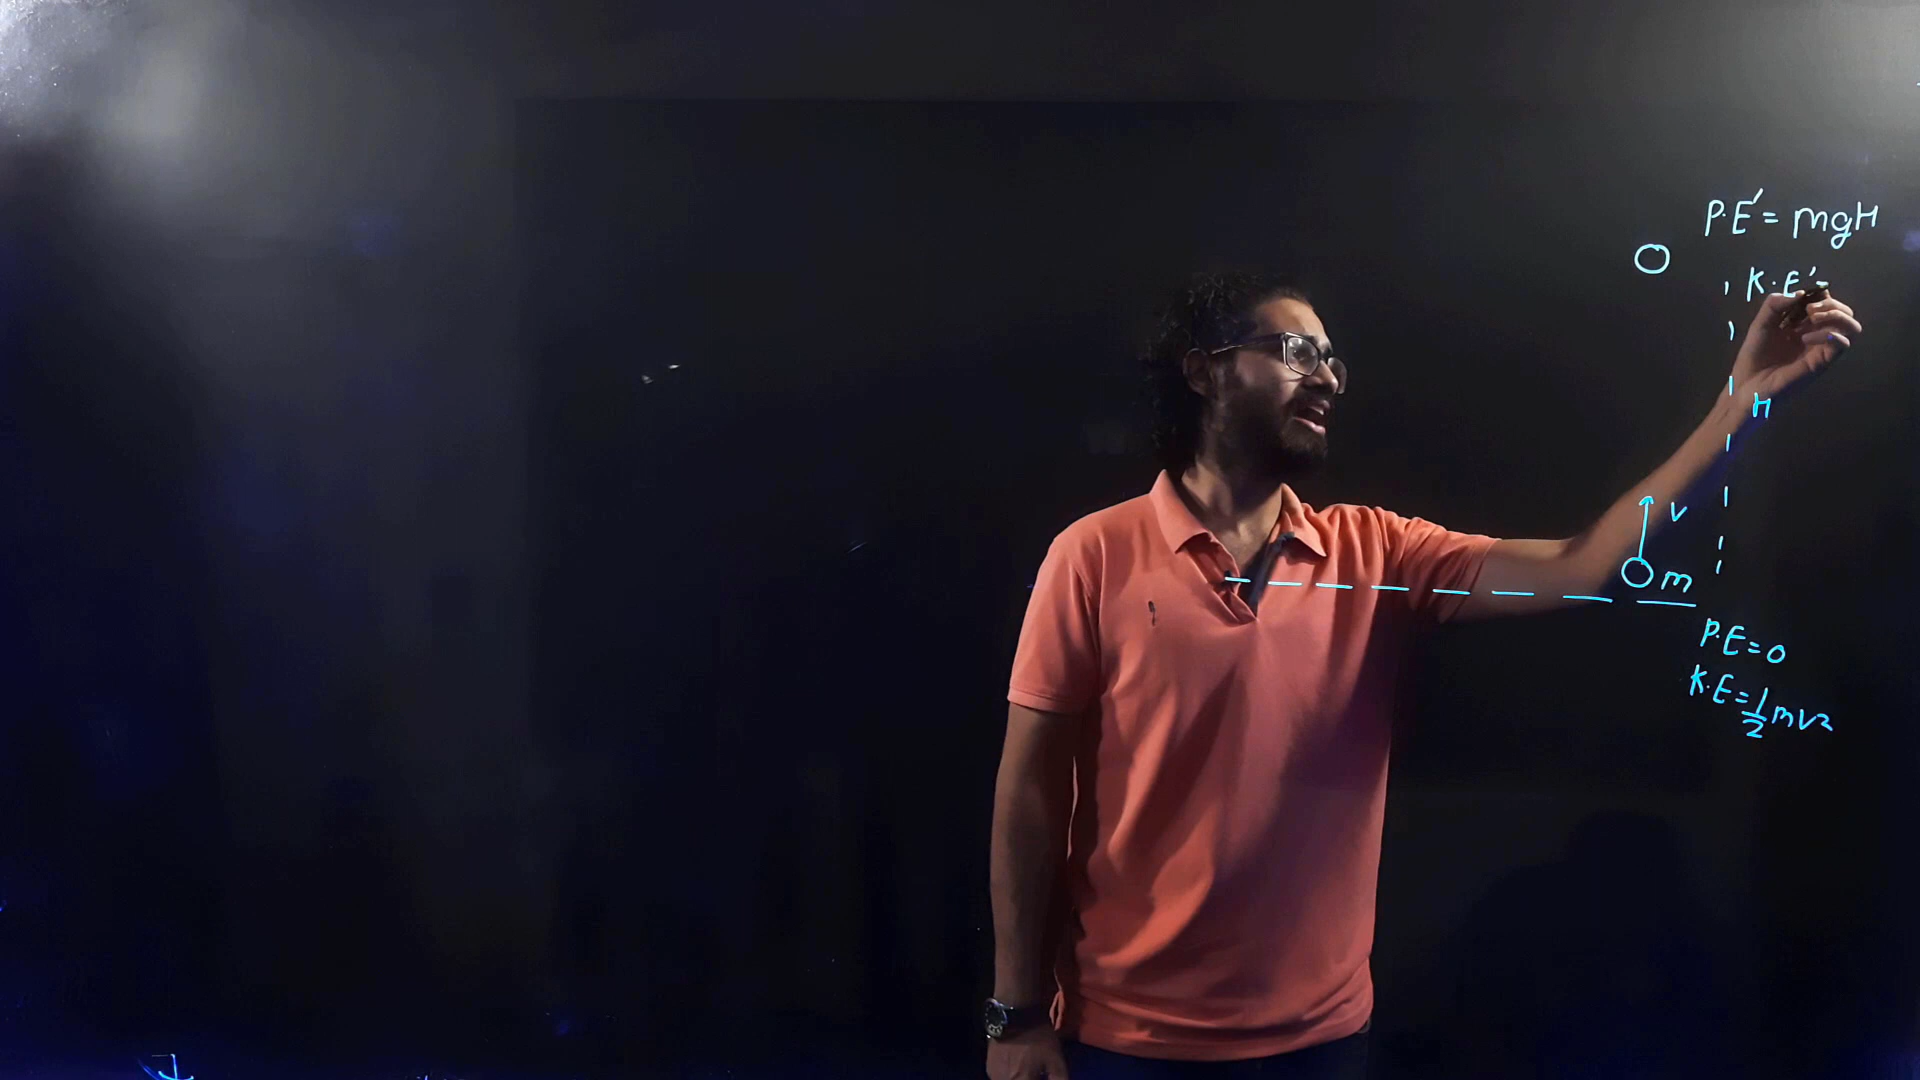 P.E′ = mgH
K.E′ =
H
v
m
P.E = 0
K.E = 1/2 mv²